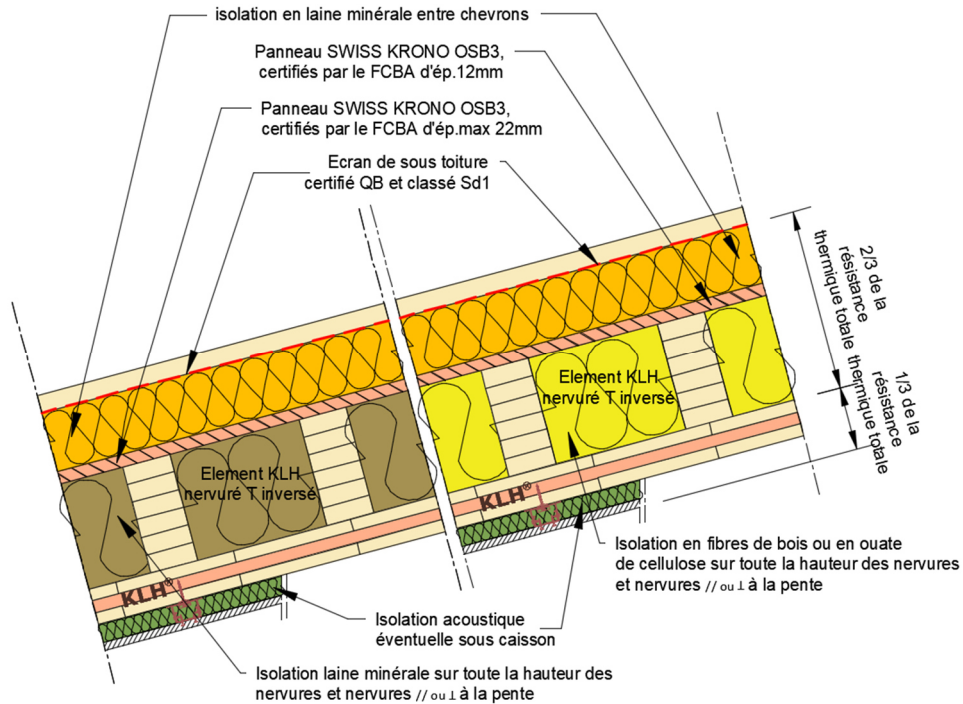 isolation en laine minérale entre chevrons
Panneau SWISS KRONO OSB3,
certifiés par le FCBA d'ép.12mm
Panneau SWISS KRONO OSB3,
certifiés par le FCBA d'ép.max 22mm
Ecran de sous toiture
certifié QB et classé Sd1
2/3 de la
résistance
thermique totale
1/3 de la
résistance
thermique totale
Element KLH
nervuré T inversé
Element KLH
nervuré T inversé
KLH®
KLH®
Isolation en fibres de bois ou en ouate
de cellulose sur toute la hauteur des nervures
et nervures // ou ⊥ à la pente
Isolation acoustique
éventuelle sous caisson
Isolation laine minérale sur toute la hauteur des
nervures et nervures // ou ⊥ à la pente